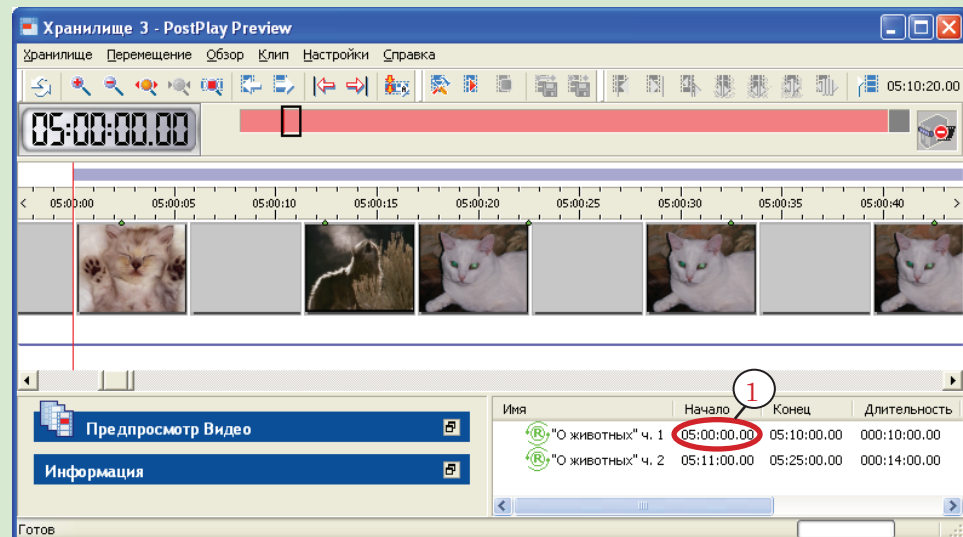 Хранилище 3 - PostPlay Preview
Хранилище Перемещение Обзор Клип Настройки Справка
05:10:20.00
05:00:00.00
05:00:00 05:00:05 05:00:10 05:00:15 05:00:20 05:00:25 05:00:30 05:00:35 05:00:40
1
Предпросмотр Видео
Информация
Имя Начало Конец Длительность
"О животных" ч. 1 05:00:00.00 05:10:00.00 000:10:00.00
"О животных" ч. 2 05:11:00.00 05:25:00.00 000:14:00.00
Готов